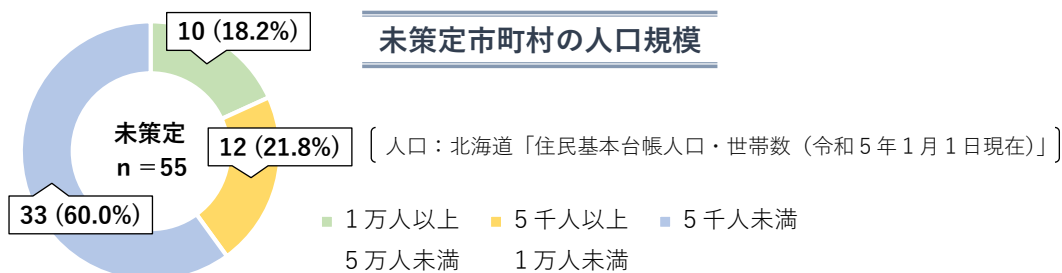 10 (18.2%)
未策定市町村の人口規模
未策定
n＝55
12 (21.8%)
人口：北海道「住民基本台帳人口・世帯数（令和５年１月１日現在）」
33 (60.0%)
１万人以上
５万人未満
５千人以上
１万人未満
５千人未満